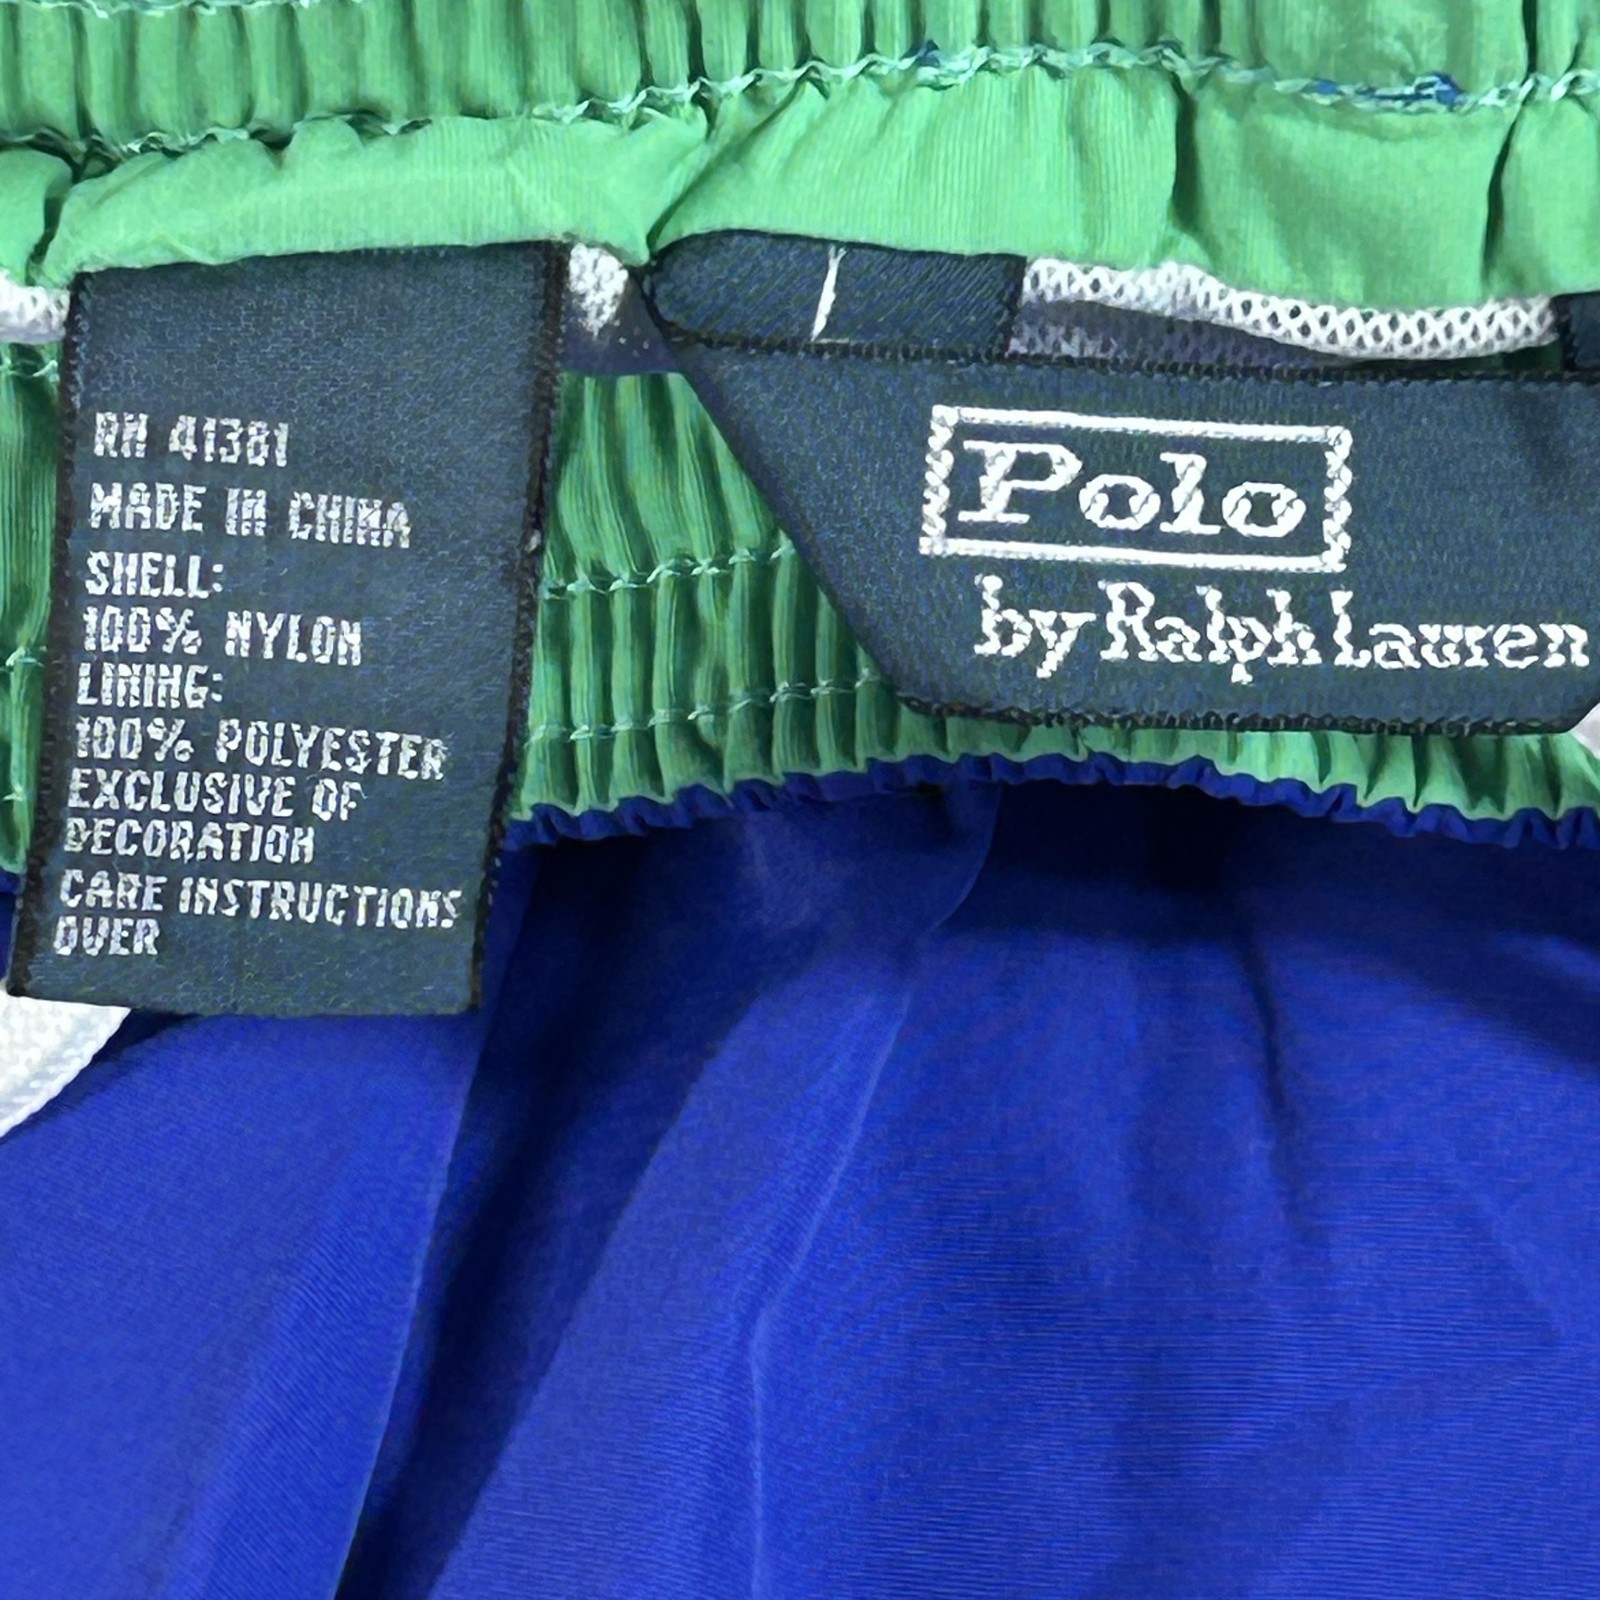 RN 41381
MADE IN CHINA
SHELL:
100% NYLON
LINING:
100% POLYESTER
EXCLUSIVE OF
DECORATION
CARE INSTRUCTIONS
OVER
Polo
by Ralph Lauren